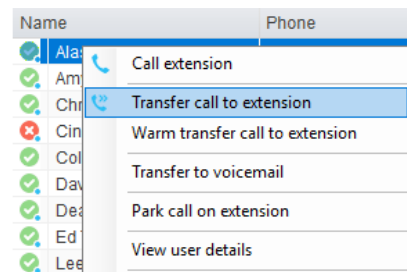 Name Phone
Ala
Call extension
Am
Chr
Transfer call to extension
Cin
Warm transfer call to extension
Col
Transfer to voicemail
Dav
Dea
Park call on extension
Ed
View user details
Lee